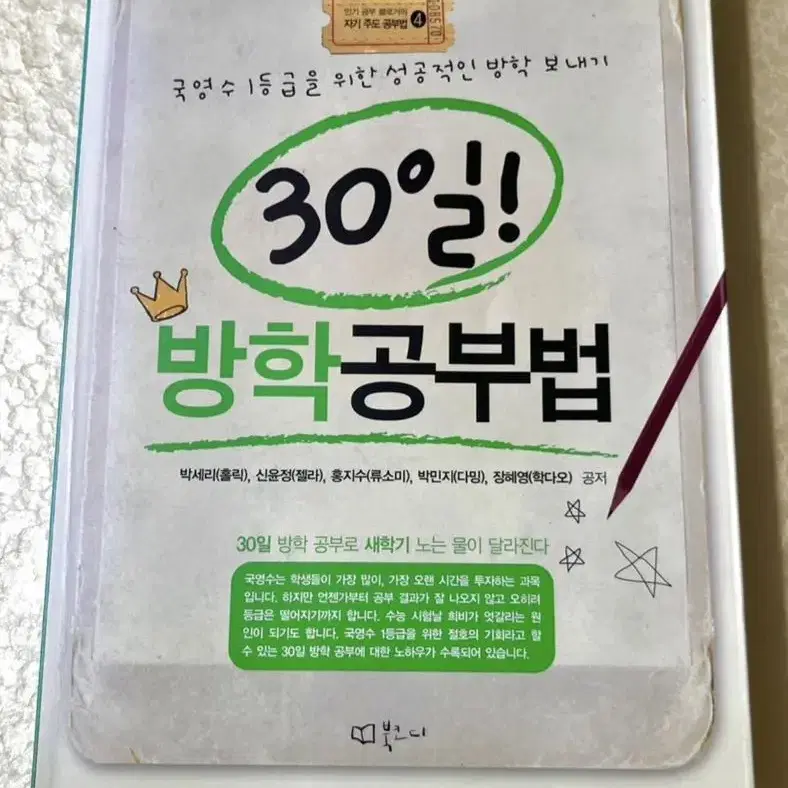 인기 공부 블로거의
자기 주도 공부법 4
국영수 1등급을 위한 성공적인 방학 보내기
30일!
방학공부법
박세리(홀릭), 신윤정(젤라), 홍지수(류소미), 박민지(다밍), 장혜영(학다오) 공저
30일 방학 공부로 새학기 노는 물이 달라진다
국영수는 학생들이 가장 많이, 가장 오랜 시간을 투자하는 과목
입니다. 하지만 언젠가부터 공부 결과가 잘 나오지 않고 오히려
등급은 떨어지기까지 합니다. 수능 시험날 희비가 엇갈리는 원
인이 되기도 합니다. 국영수 1등급을 위한 절호의 기회라고 할
수 있는 30일 방학 공부에 대한 노하우가 수록되어 있습니다.
북스디